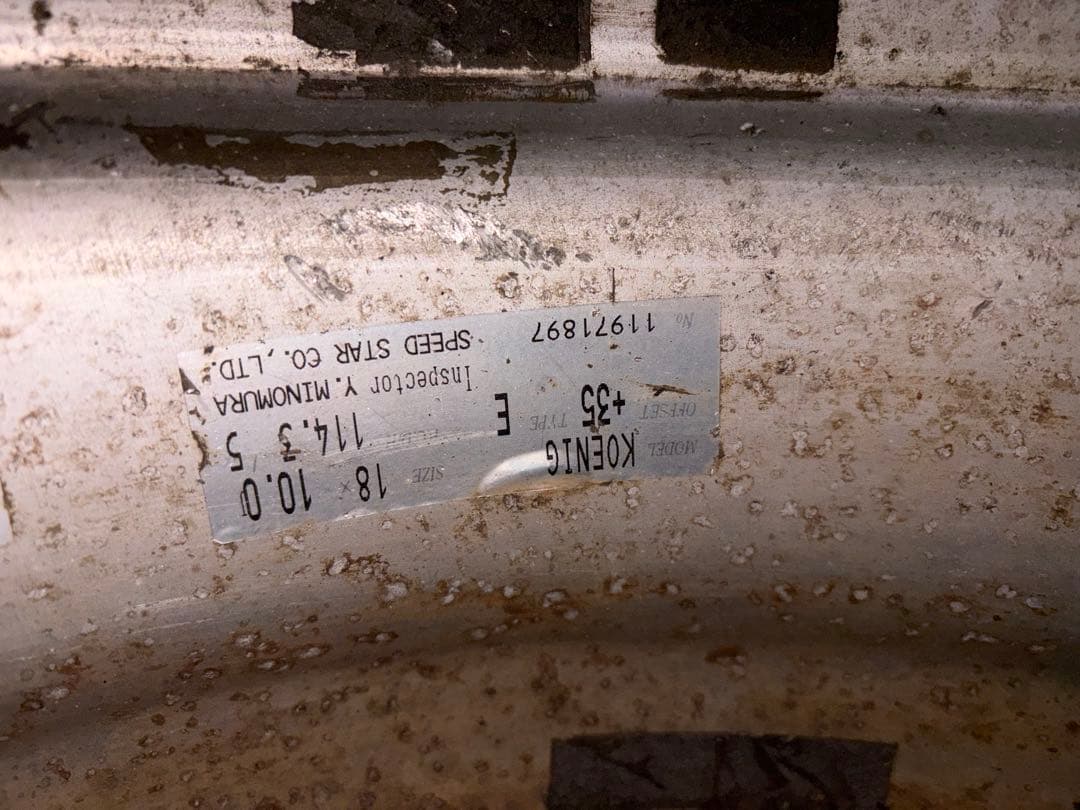 MODEL KOENIG SIZE 18 × 10.0
OFFSET +35 TYPE E 114.3 5
Inspector Y. MINOMURA
No. 11971897 SPEED STAR CO., LTD.